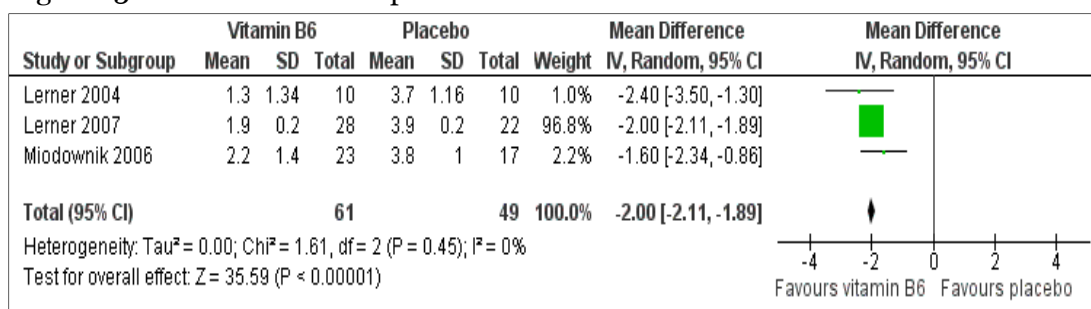 Vitamin B6 Placebo Mean Difference Mean Difference
Study or Subgroup Mean SD Total Mean SD Total Weight IV, Random, 95% CI IV, Random, 95% CI
Lerner 2004 1.3 1.34 10 3.7 1.16 10 1.0% -2.40 [-3.50, -1.30]
Lerner 2007 1.9 0.2 28 3.9 0.2 22 96.8% -2.00 [-2.11, -1.89]
Miodownik 2006 2.2 1.4 23 3.8 1 17 2.2% -1.60 [-2.34, -0.86]
Total (95% CI) 61 49 100.0% -2.00 [-2.11, -1.89]
Heterogeneity: Tau² = 0.00; Chi² = 1.61, df = 2 (P = 0.45); I² = 0%
Test for overall effect: Z = 35.59 (P < 0.00001)
-4 -2 0 2 4
Favours vitamin B6 Favours placebo